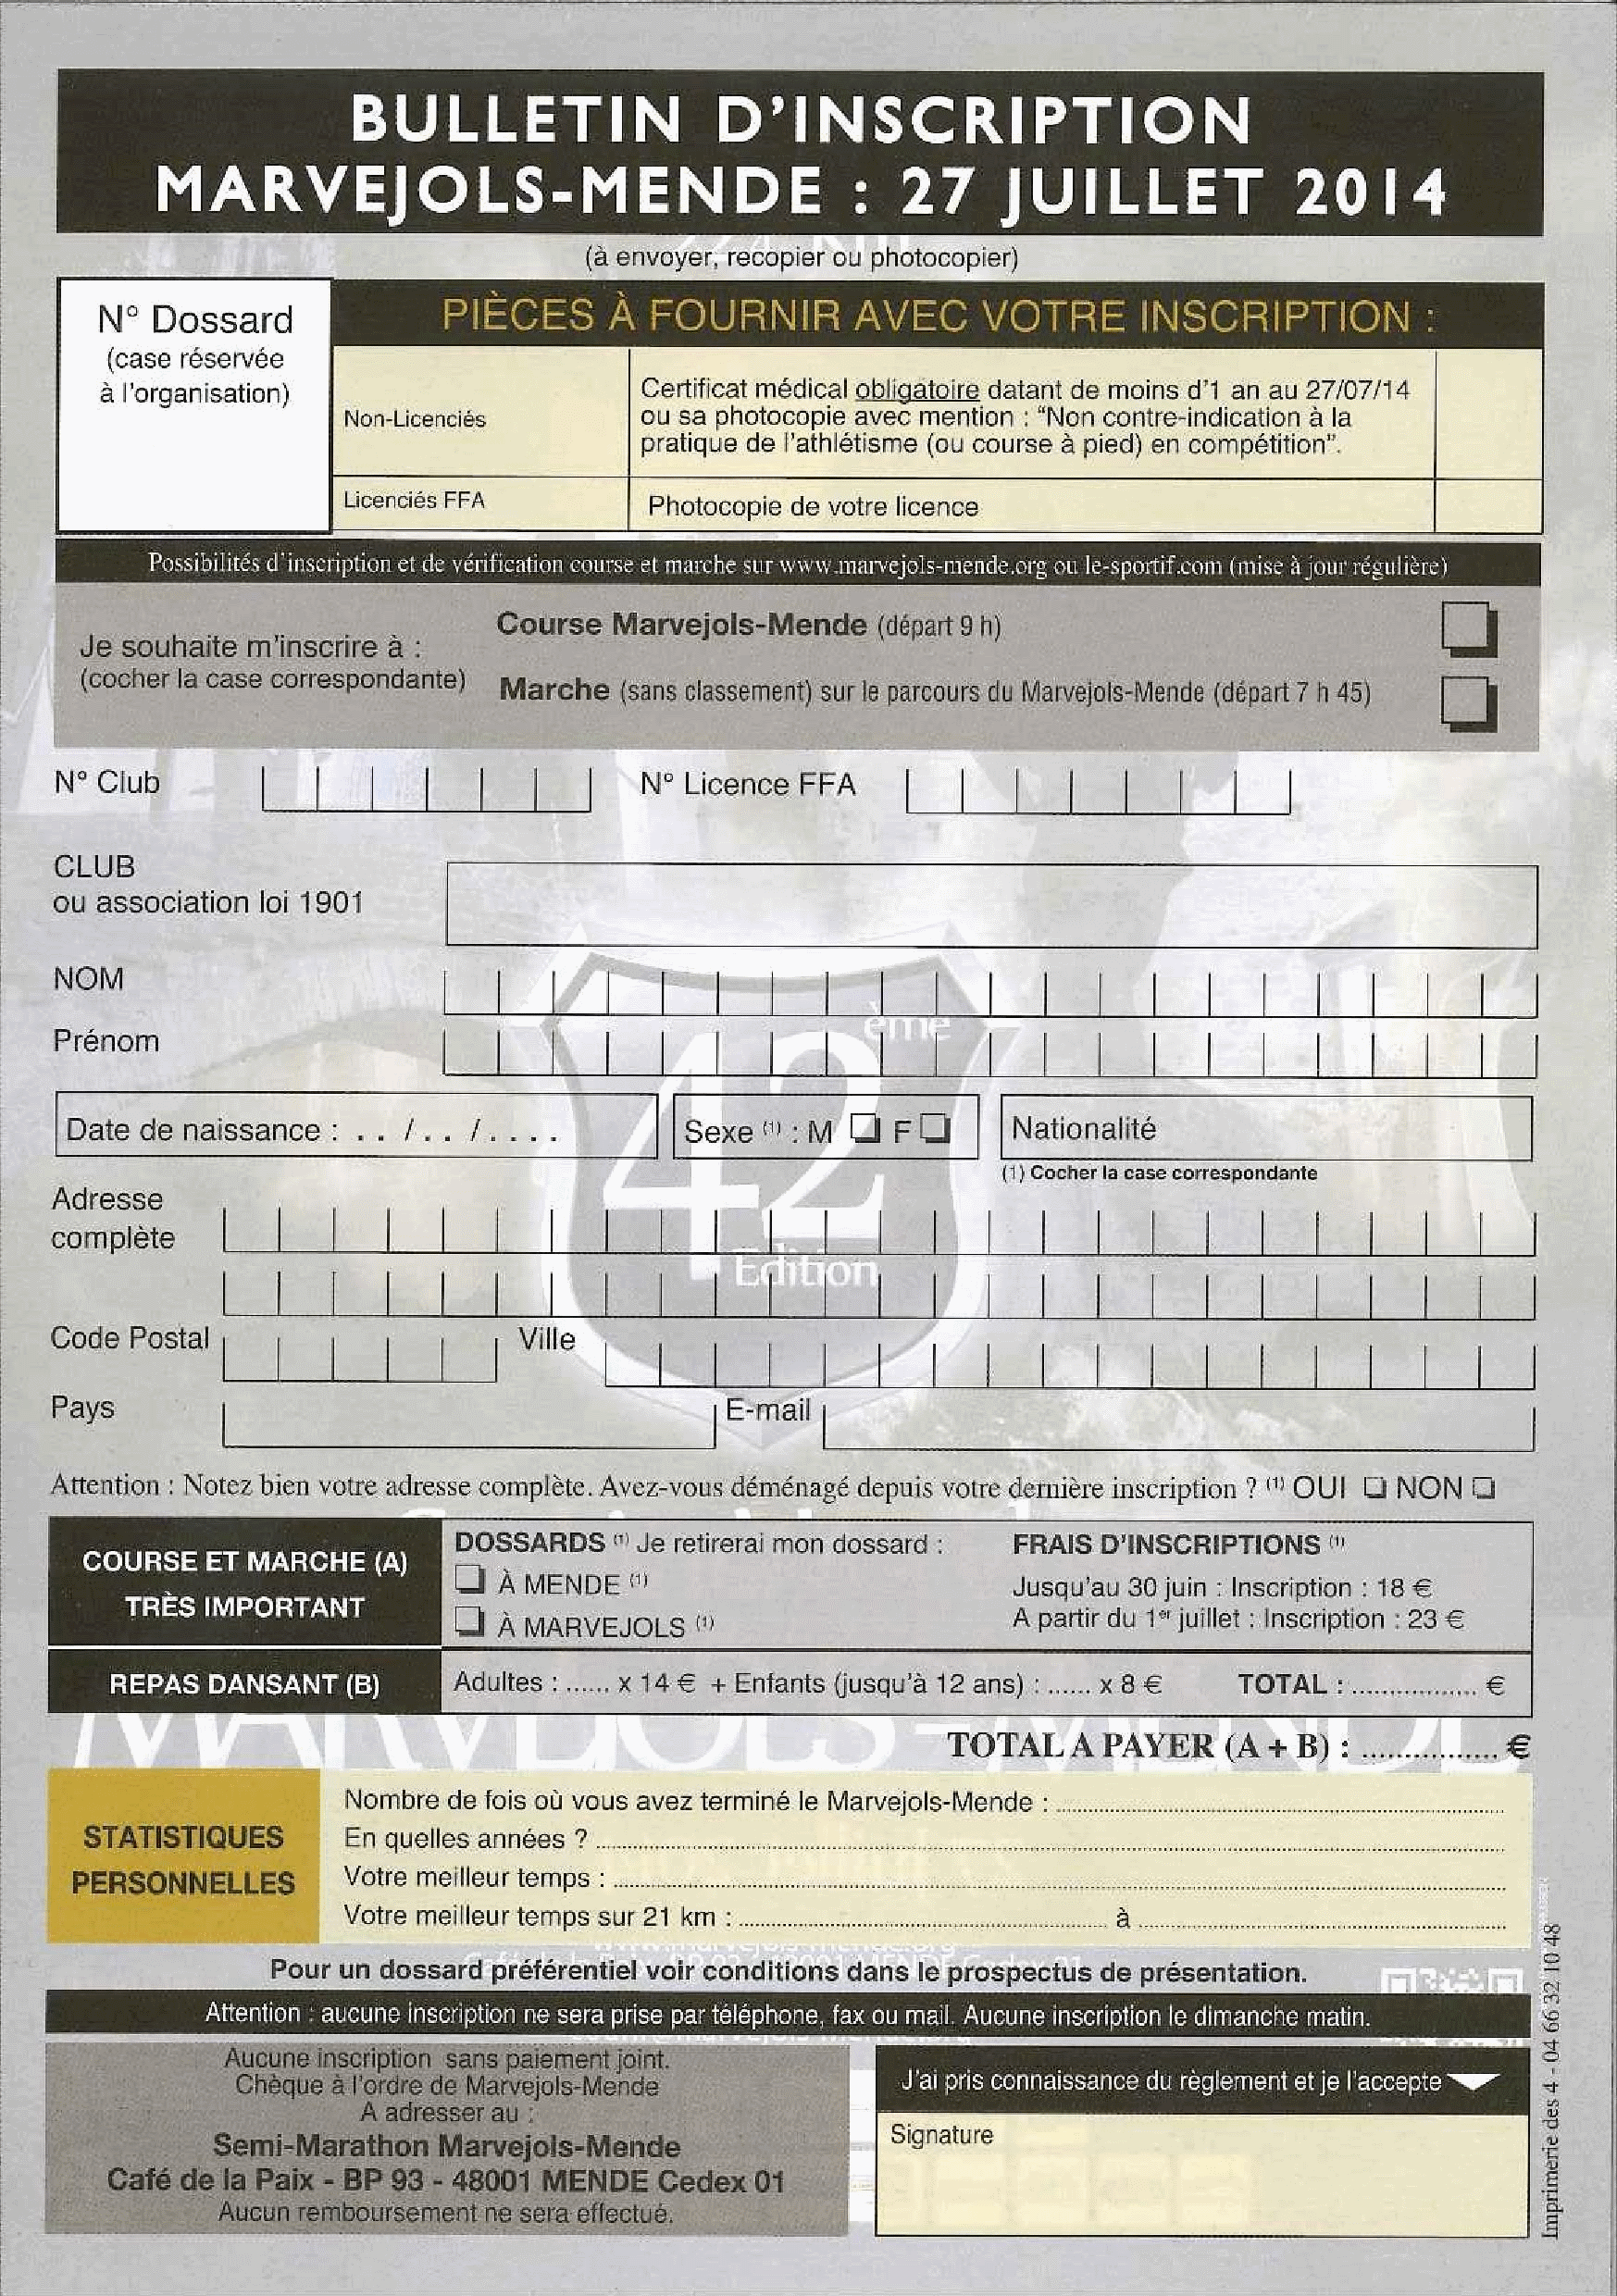 BULLETIN D'INSCRIPTION
MARVEJOLS-MENDE : 27 JUILLET 2014
(à envoyer, recopier ou photocopier)
N° Dossard
(case réservée
à l'organisation)
PIÈCES À FOURNIR AVEC VOTRE INSCRIPTION :
Non-Licenciés
Certificat médical obligatoire datant de moins d'1 an au 27/07/14
ou sa photocopie avec mention : "Non contre-indication à la
pratique de l'athlétisme (ou course à pied) en compétition".
Licenciés FFA
Photocopie de votre licence
Possibilités d'inscription et de vérification course et marche sur www.marvejols-mende.org ou le-sportif.com (mise à jour régulière)
Je souhaite m'inscrire à :
(cocher la case correspondante)
Course Marvejols-Mende (départ 9 h)
Marche (sans classement) sur le parcours du Marvejols-Mende (départ 7 h 45)
N° Club
N° Licence FFA
CLUB
ou association loi 1901
NOM
Prénom
42 ème
Edition
Date de naissance : . . / . . / . . . .
Sexe (1) : M ❏ F ❏
Nationalité
(1) Cocher la case correspondante
Adresse
complète
Code Postal
Ville
Pays
E-mail
Attention : Notez bien votre adresse complète. Avez-vous déménagé depuis votre dernière inscription ? (1) OUI ❏ NON ❏
COURSE ET MARCHE (A)
TRÈS IMPORTANT
DOSSARDS (1) Je retirerai mon dossard :
❏ À MENDE (1)
❏ À MARVEJOLS (1)
FRAIS D'INSCRIPTIONS (1)
Jusqu'au 30 juin : Inscription : 18 €
A partir du 1er juillet : Inscription : 23 €
REPAS DANSANT (B)
Adultes : ...... x 14 € + Enfants (jusqu'à 12 ans) : ...... x 8 €
TOTAL : ................. €
MARVEJOLS-MENDE
TOTAL A PAYER (A + B) : ................. €
STATISTIQUES
PERSONNELLES
Nombre de fois où vous avez terminé le Marvejols-Mende : ..........
En quelles années ? ..........
Votre meilleur temps : ..........
Votre meilleur temps sur 21 km : .......... à ..........
Pour un dossard préférentiel voir conditions dans le prospectus de présentation.
Attention : aucune inscription ne sera prise par téléphone, fax ou mail. Aucune inscription le dimanche matin.
Aucune inscription sans paiement joint.
Chèque à l'ordre de Marvejols-Mende
A adresser au :
Semi-Marathon Marvejols-Mende
Café de la Paix - BP 93 - 48001 MENDE Cedex 01
Aucun remboursement ne sera effectué.
J'ai pris connaissance du règlement et je l'accepte
Signature
Imprimerie des 4 - 04 66 32 10 48